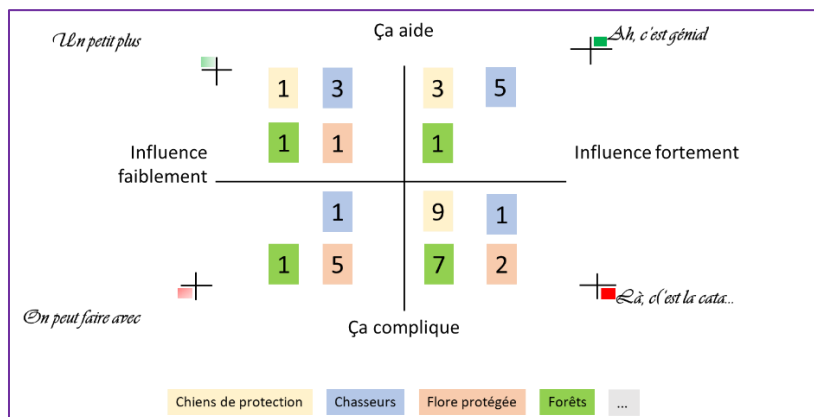 Un petit plus
Ça aide
Ah, c'est génial
1 3 3 5
1 1 1
Influence faiblement
Influence fortement
1 9 1
1 5 7 2
On peut faire avec
Là, c('est la cata...
Ça complique
Chiens de protection Chasseurs Flore protégée Forêts ...